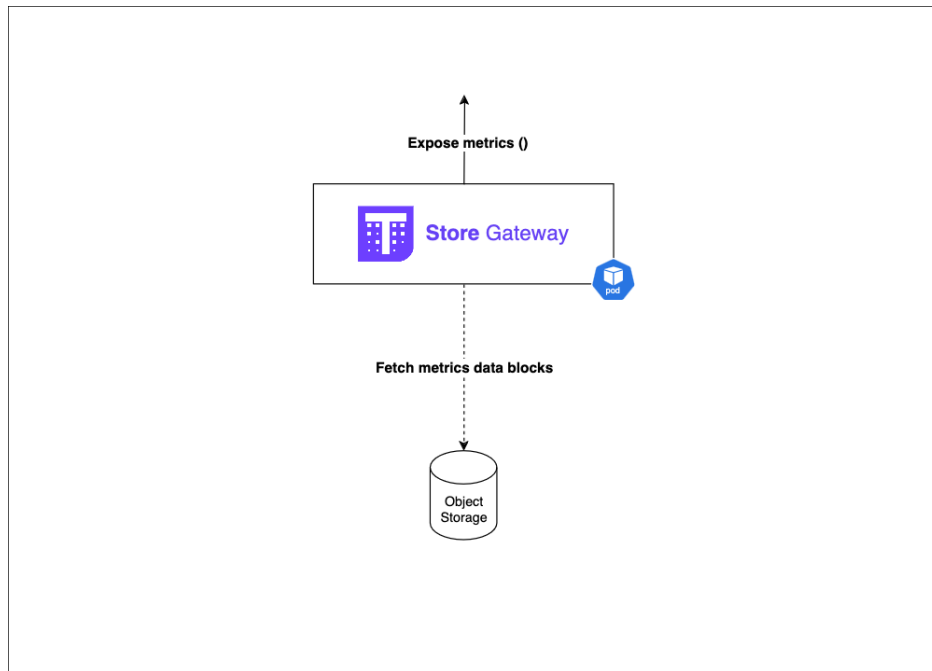 Expose metrics ()
Store Gateway
pod
Fetch metrics data blocks
Object
Storage